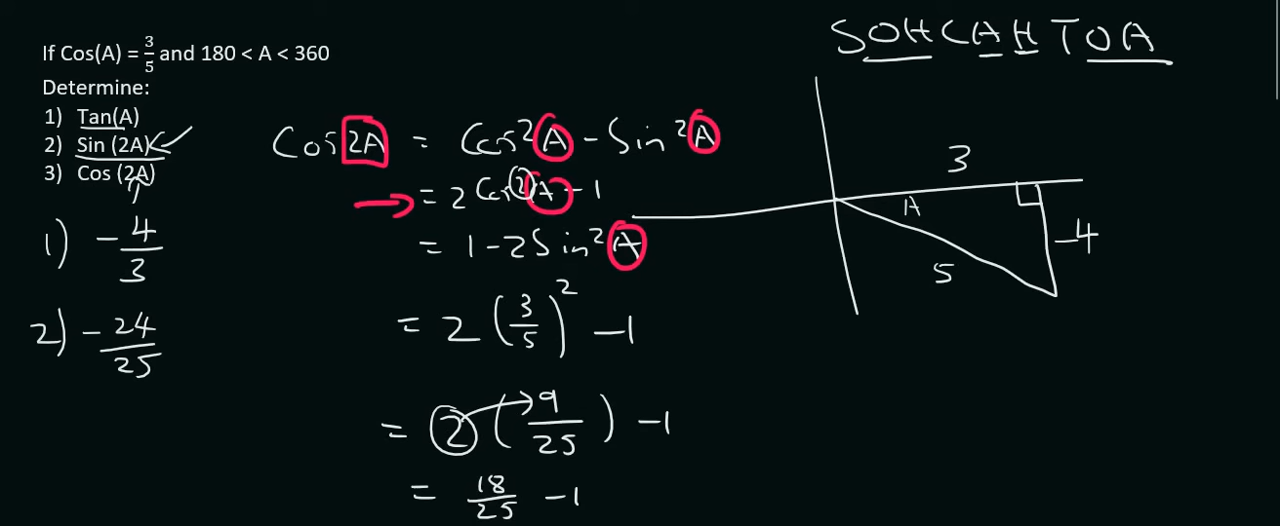 If Cos(A) = 3/5 and 180 < A < 360
Determine:
1) Tan(A)
2) Sin (2A)
3) Cos (2A)
1) -4/3
2) -24/25
Cos 2A = Cos²A - Sin²A
= 2Cos²A - 1
= 1 - 2Sin²A
= 2(3/5)² - 1
= 2(9/25) - 1
= 18/25 - 1
SOHCAHTOA
3
A
-4
5